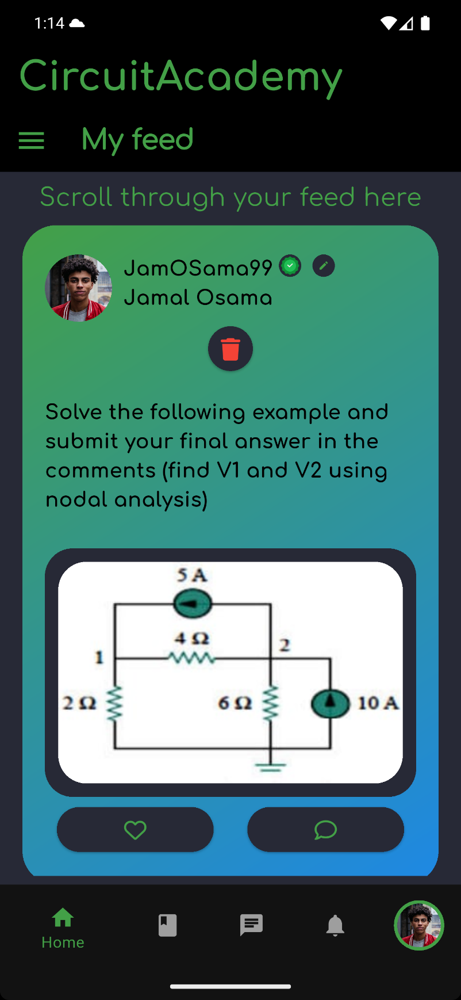 1:14
CircuitAcademy
My feed
Scroll through your feed here
JamOSama99
Jamal Osama
Solve the following example and
submit your final answer in the
comments (find V1 and V2 using
nodal analysis)
5 A
4 Ω
1
2
2 Ω
6 Ω
10 A
Home